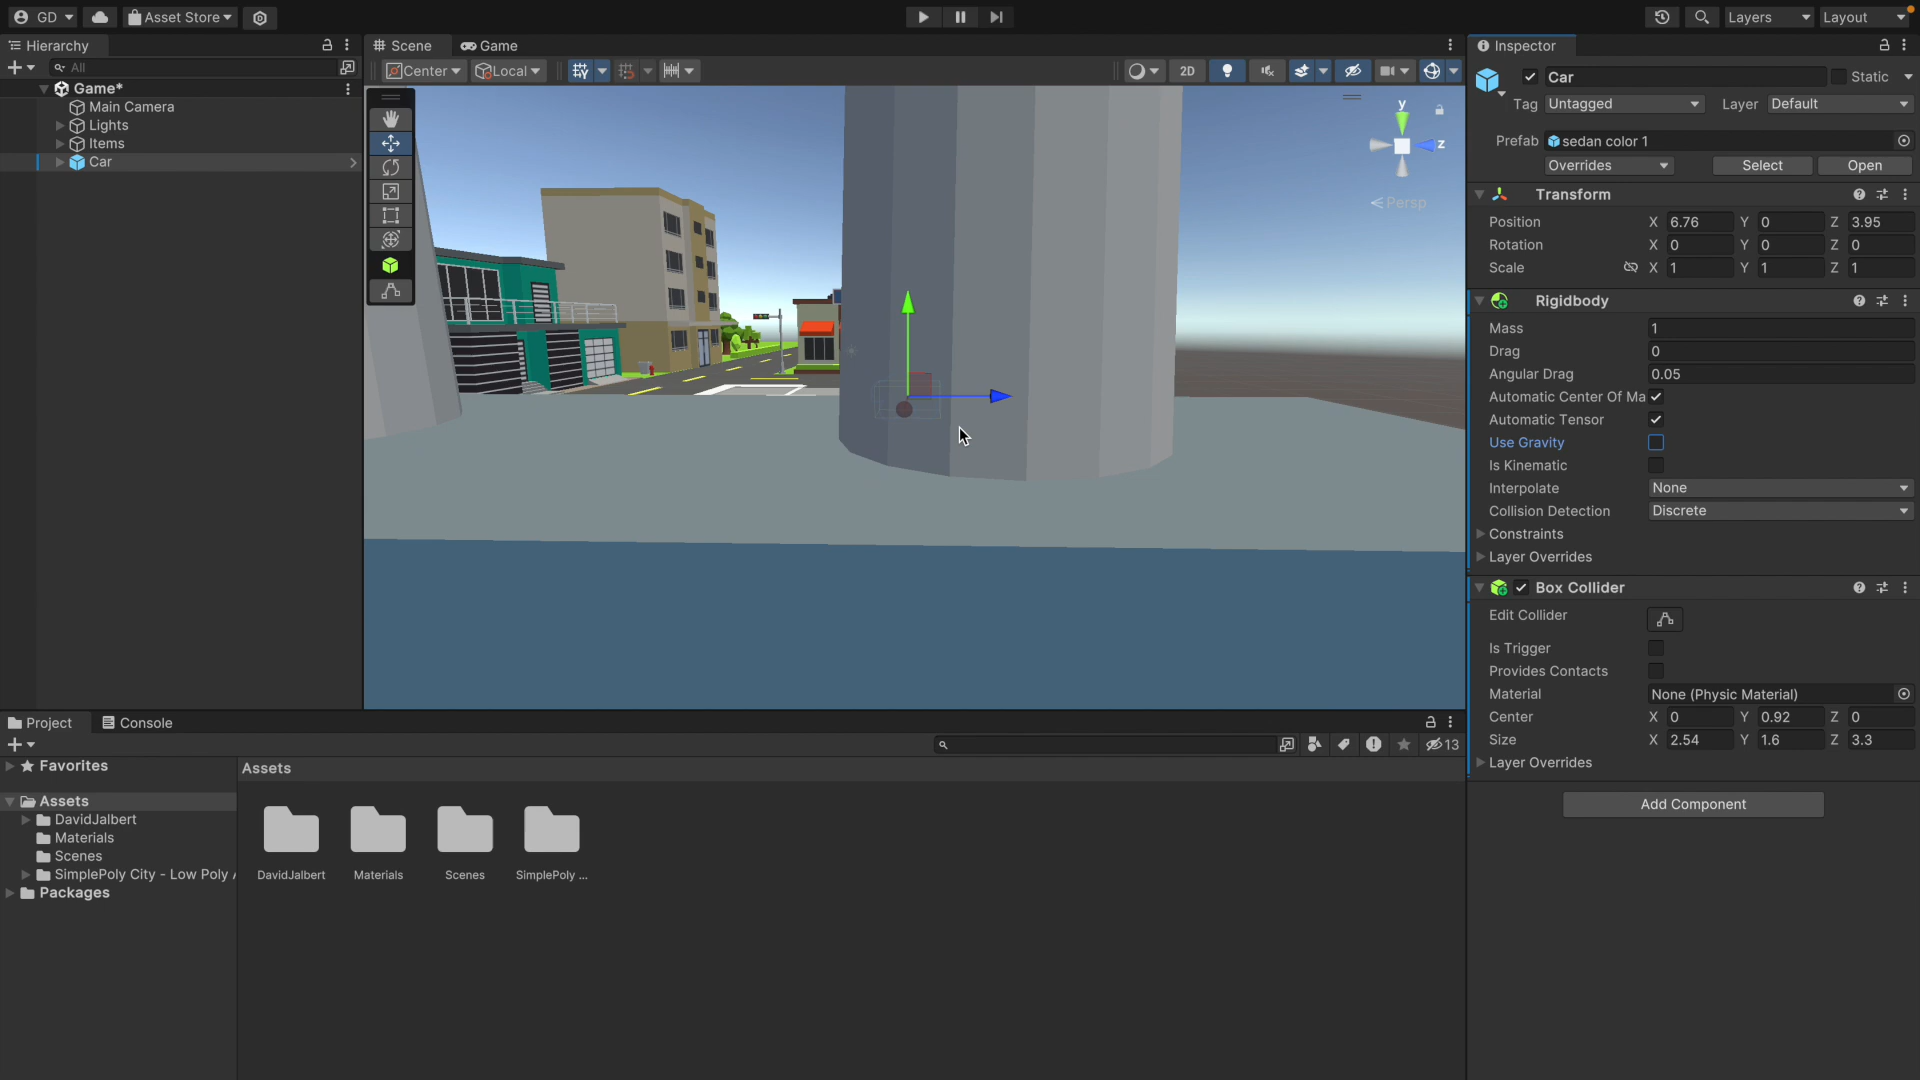 GD
Asset Store
Layers
Layout
Hierarchy
All
Game*
Main Camera
Lights
Items
Car
Scene
Game
Center
Local
2D
y
z
Persp
Inspector
Car
Static
Tag
Untagged
Layer
Default
Prefab
sedan color 1
Overrides
Select
Open
Transform
Position X 6.76 Y 0 Z 3.95
Rotation X 0 Y 0 Z 0
Scale X 1 Y 1 Z 1
Rigidbody
Mass 1
Drag 0
Angular Drag 0.05
Automatic Center Of Ma
Automatic Tensor
Use Gravity
Is Kinematic
Interpolate None
Collision Detection Discrete
Constraints
Layer Overrides
Box Collider
Edit Collider
Is Trigger
Provides Contacts
Material None (Physic Material)
Center X 0 Y 0.92 Z 0
Size X 2.54 Y 1.6 Z 3.3
Layer Overrides
Add Component
Project
Console
13
Favorites
Assets
DavidJalbert
Materials
Scenes
SimplePoly City - Low Poly
Packages
Assets
DavidJalbert
Materials
Scenes
SimplePoly ...